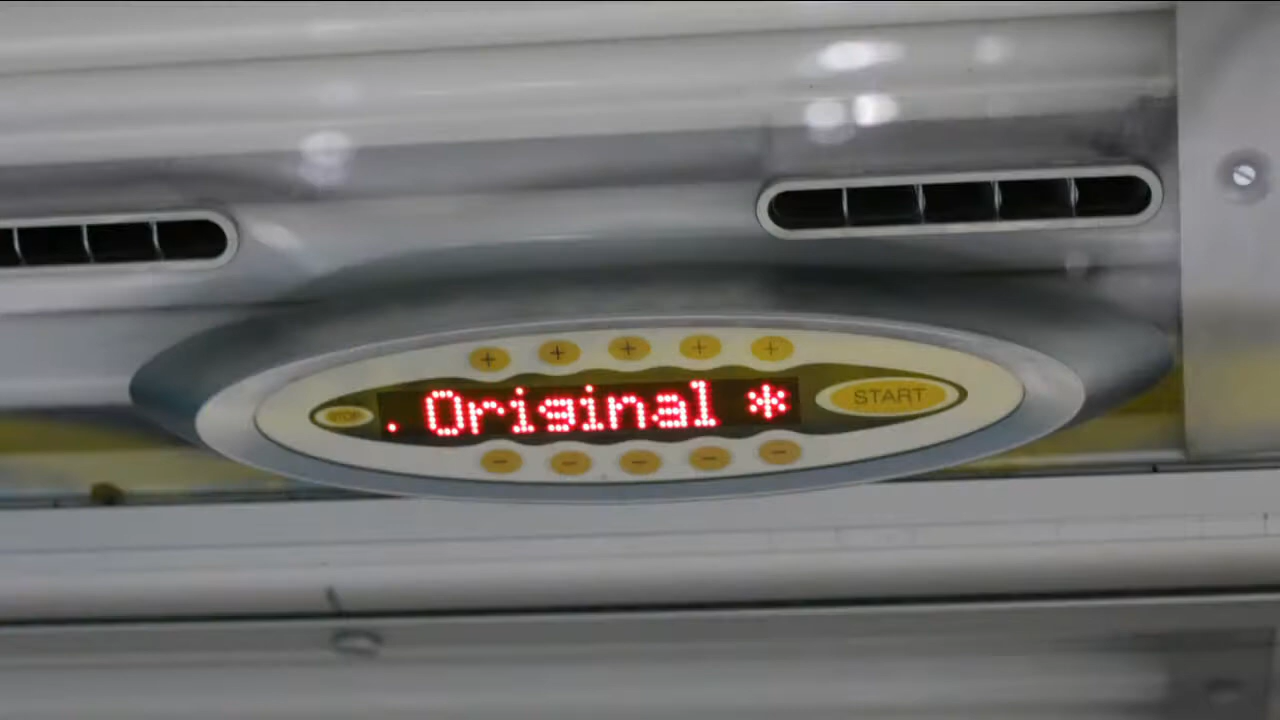 + + + + +
STOP . Original * START
- - - - -